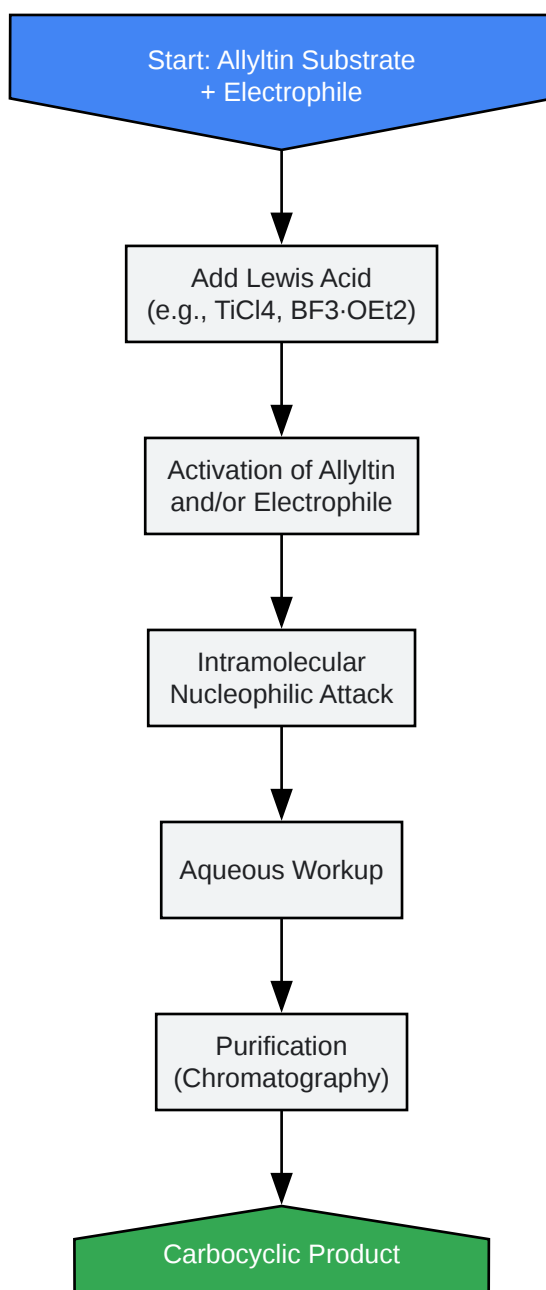 Start: Allyltin Substrate
+ Electrophile
Add Lewis Acid
(e.g., TiCl4, BF3·OEt2)
Activation of Allyltin
and/or Electrophile
Intramolecular
Nucleophilic Attack
Aqueous Workup
Purification
(Chromatography)
Carbocyclic Product